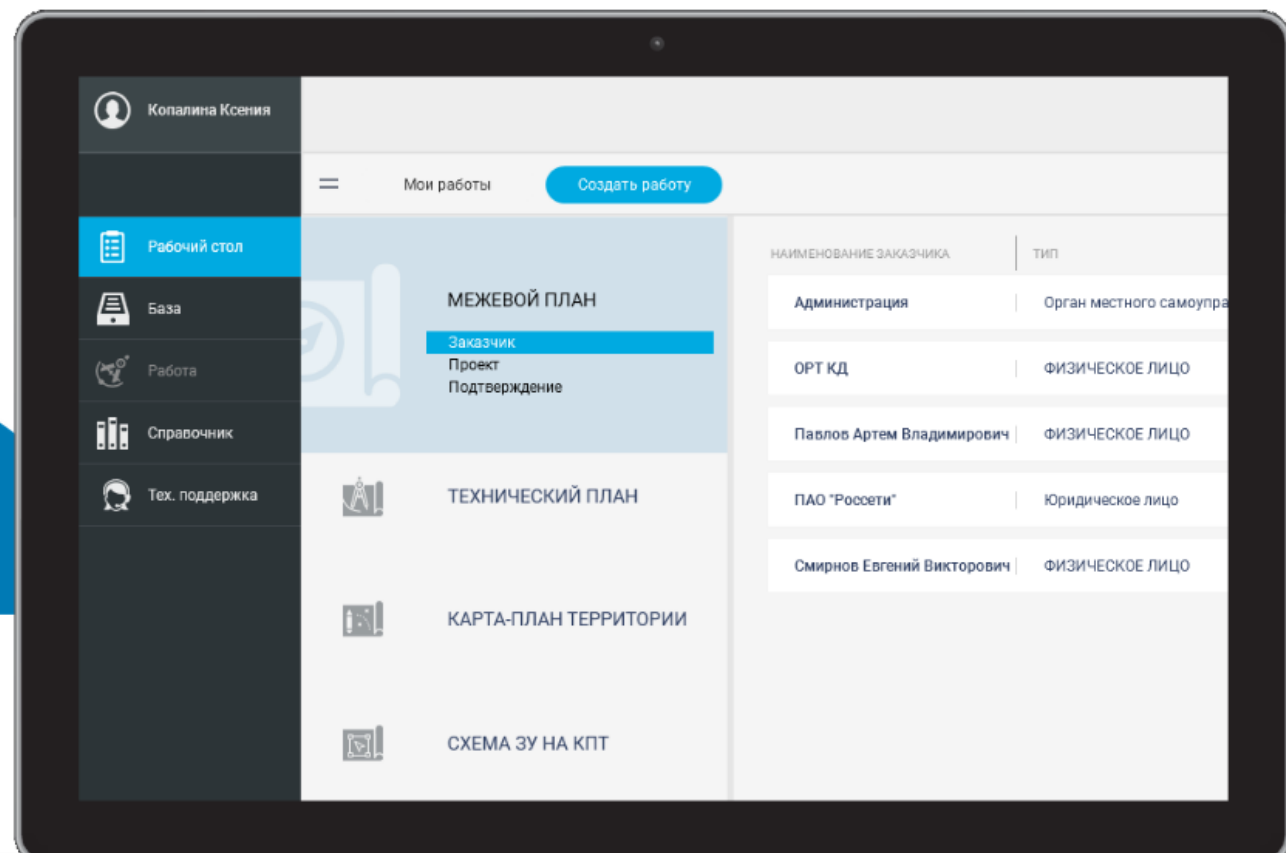 Копалина Ксения
Мои работы
Создать работу
Рабочий стол
База
Работа
Справочник
Тех. поддержка
МЕЖЕВОЙ ПЛАН
Заказчик
Проект
Подтверждение
ТЕХНИЧЕСКИЙ ПЛАН
КАРТА-ПЛАН ТЕРРИТОРИИ
СХЕМА ЗУ НА КПТ
НАИМЕНОВАНИЕ ЗАКАЗЧИКА ТИП
Администрация Орган местного самоупра
ОРТ КД ФИЗИЧЕСКОЕ ЛИЦО
Павлов Артем Владимирович ФИЗИЧЕСКОЕ ЛИЦО
ПАО "Россети" Юридическое лицо
Смирнов Евгений Викторович ФИЗИЧЕСКОЕ ЛИЦО